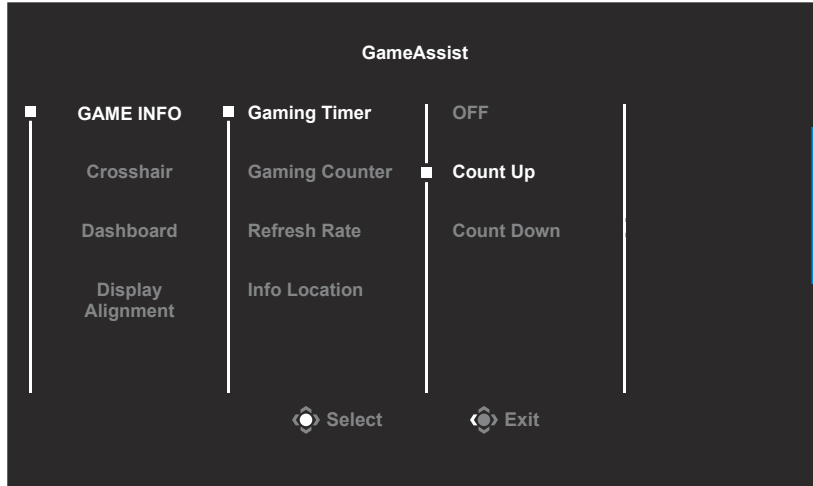 GameAssist
GAME INFO
Gaming Timer
OFF
Crosshair
Gaming Counter
Count Up
Dashboard
Refresh Rate
Count Down
Display
Alignment
Info Location
Select
Exit